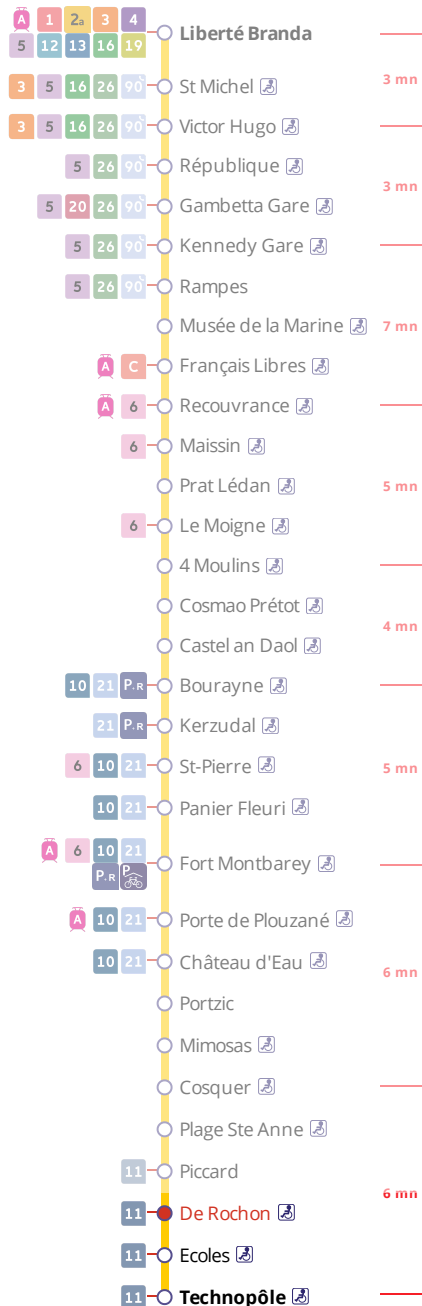 A 1 2a 3 4
5 12 13 16 19 Liberté Branda
3 mn
3 5 16 26 90 St Michel
3 5 16 26 90 Victor Hugo
5 26 90 République
3 mn
5 20 26 90 Gambetta Gare
5 26 90 Kennedy Gare
5 26 90 Rampes
Musée de la Marine 7 mn
A C Français Libres
A 6 Recouvrance
6 Maissin
Prat Lédan 5 mn
6 Le Moigne
4 Moulins
Cosmao Prétot
4 mn
Castel an Daol
10 21 P.R Bourayne
21 P.R Kerzudal
6 10 21 St-Pierre 5 mn
10 21 Panier Fleuri
A 6 10 21
P.R P Fort Montbarey
A 10 21 Porte de Plouzané
10 21 Château d'Eau
6 mn
Portzic
Mimosas
Cosquer
Plage Ste Anne
11 Piccard
6 mn
11 De Rochon
11 Ecoles
11 Technopôle